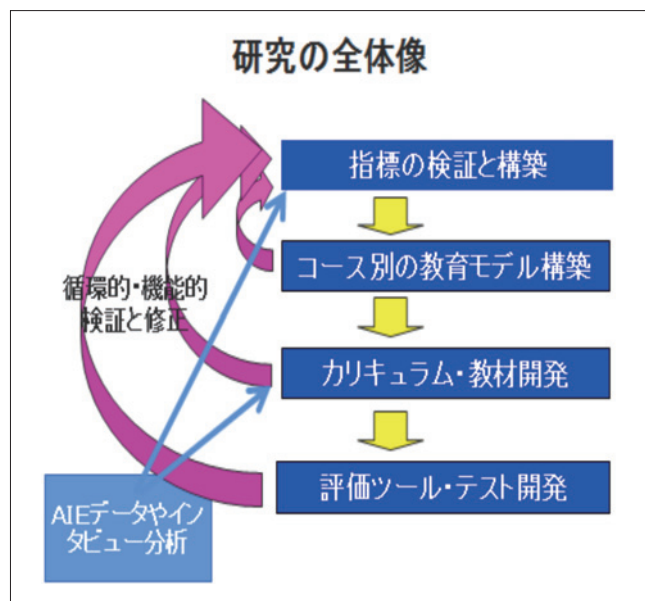 研究の全体像
指標の検証と構築
コース別の教育モデル構築
循環的・機能的
検証と修正
カリキュラム・教材開発
評価ツール・テスト開発
AIEデータやイン
タビュー分析